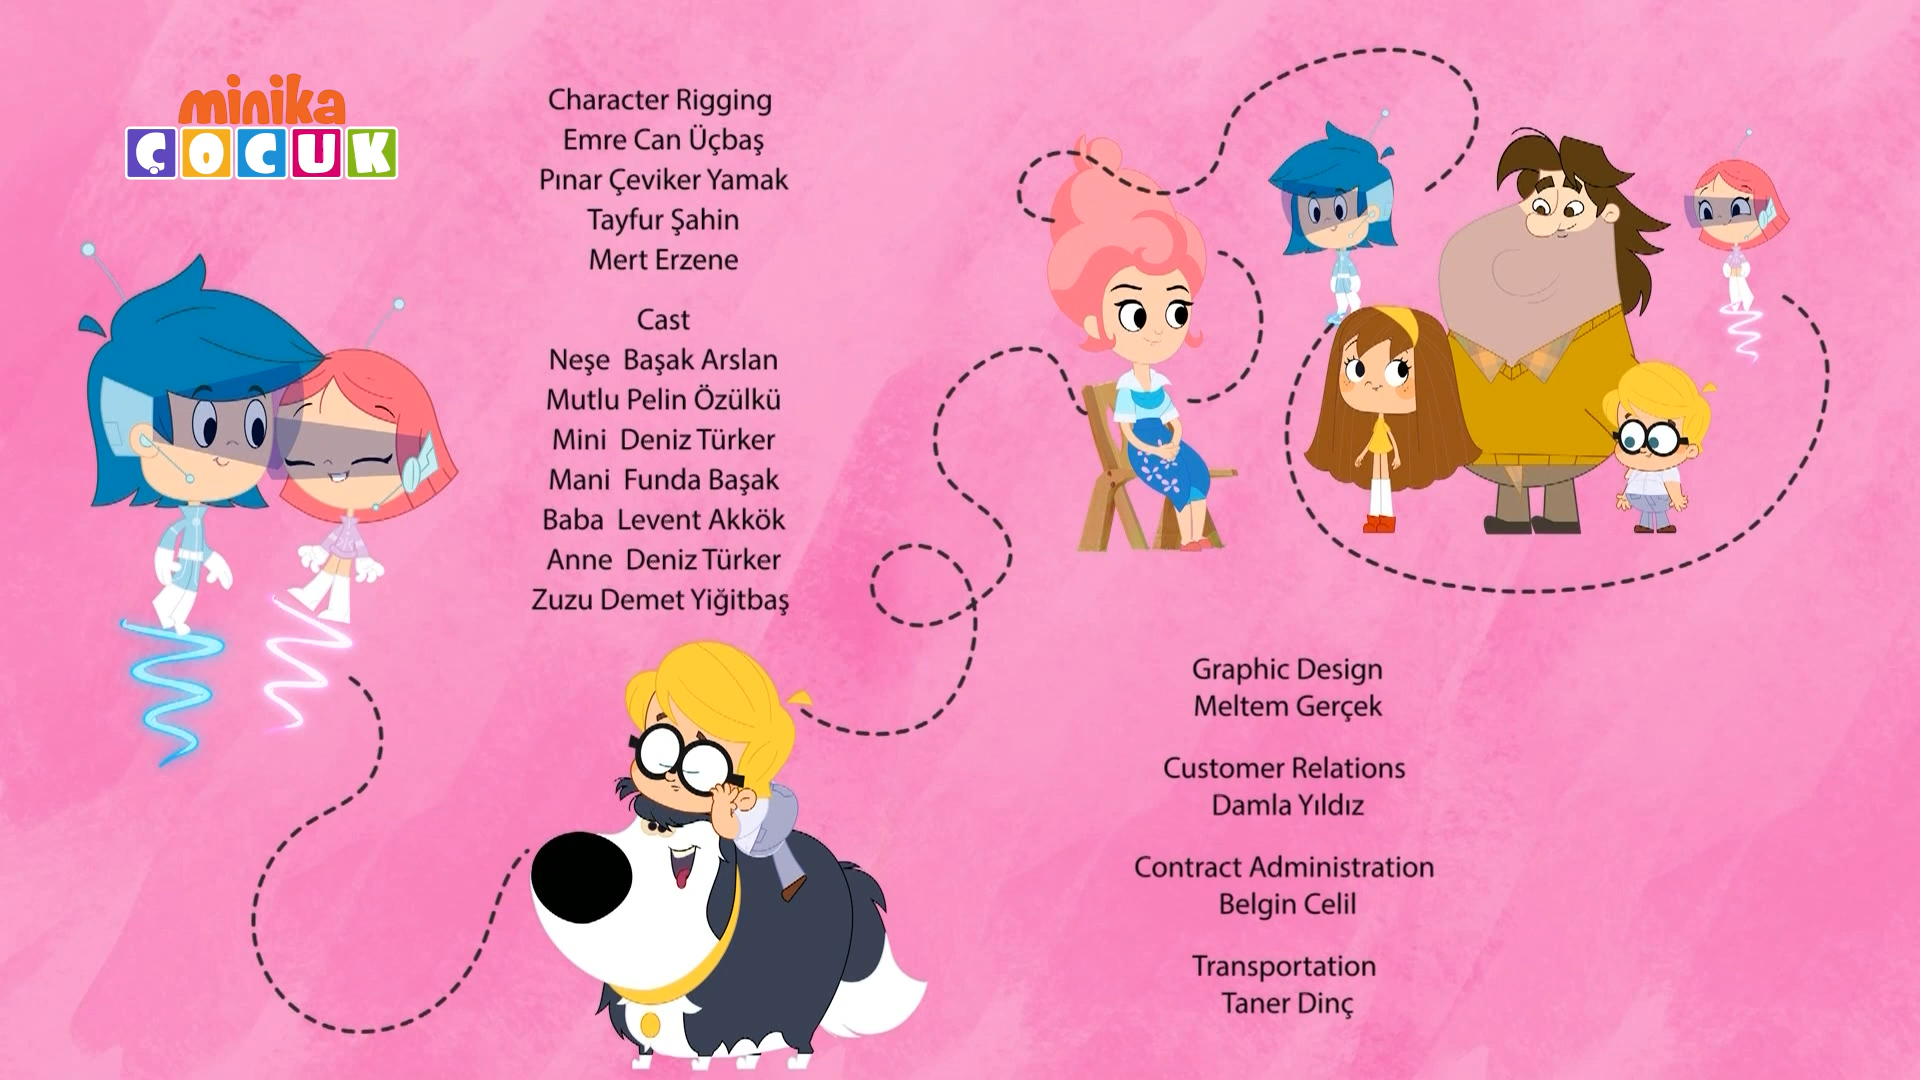 minika
ÇOCUK
Character Rigging
Emre Can Üçbaş
Pınar Çeviker Yamak
Tayfur Şahin
Mert Erzene
Cast
Neşe Başak Arslan
Mutlu Pelin Özülkü
Mini Deniz Türker
Mani Funda Başak
Baba Levent Akkök
Anne Deniz Türker
Zuzu Demet Yiğitbaş
Graphic Design
Meltem Gerçek
Customer Relations
Damla Yıldız
Contract Administration
Belgin Celil
Transportation
Taner Dinç